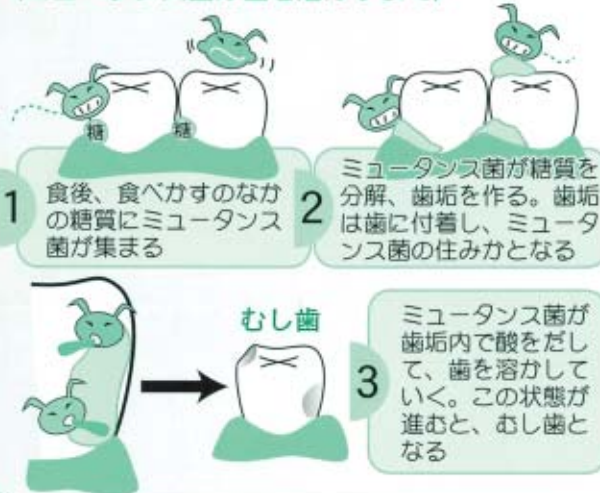 糖
糖
1
食後、食べかすのなか
の糖質にミュータンス
菌が集まる
2
ミュータンス菌が糖質を
分解、歯垢を作る。歯垢
は歯に付着し、ミュータ
ンス菌の住みかとなる
むし歯
3
ミュータンス菌が
歯垢内で酸をだし
て、歯を溶かして
いく。この状態が
進むと、むし歯と
なる